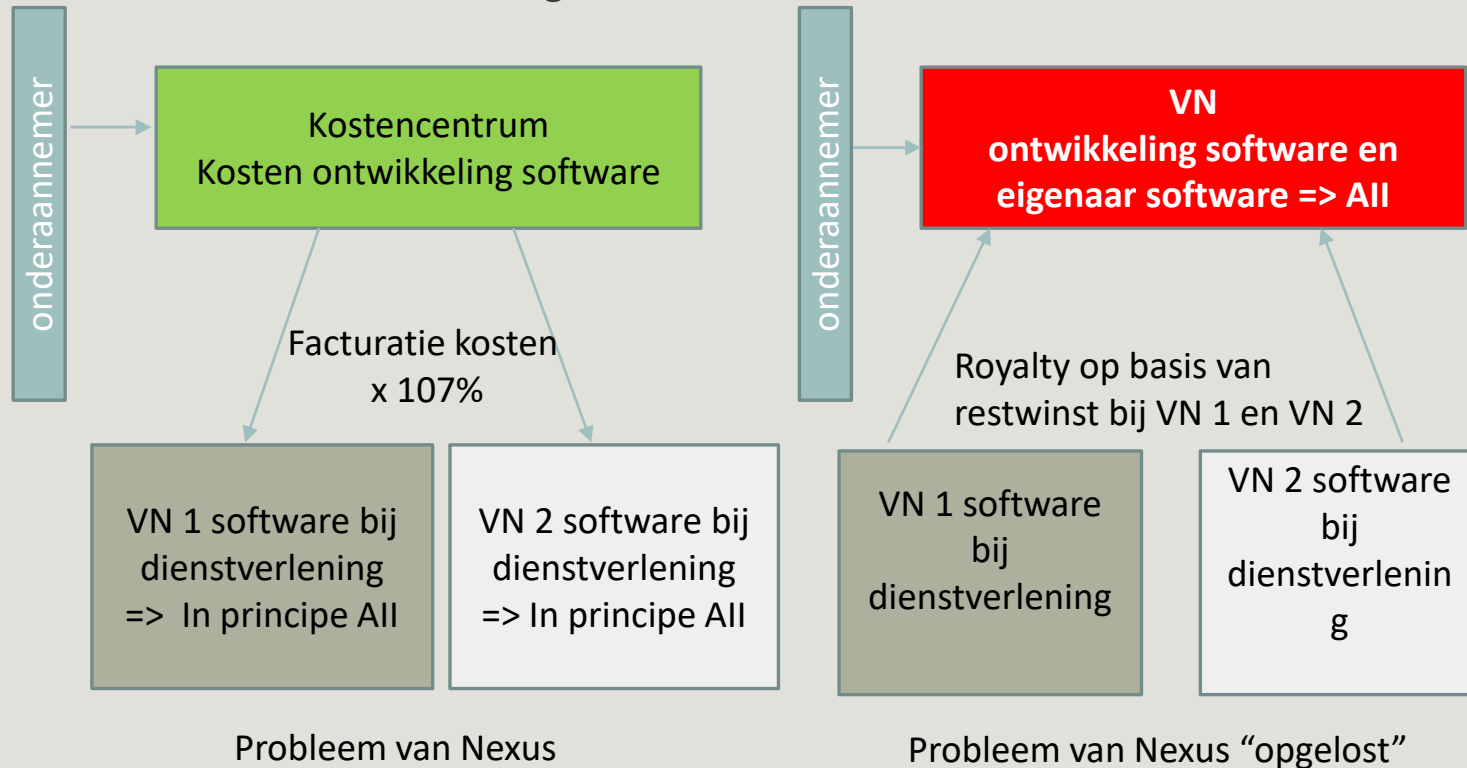 onderaannemer
Kostencentrum
Kosten ontwikkeling software
Facturatie kosten
x 107%
VN 1 software bij
dienstverlening
=> In principe AII
VN 2 software bij
dienstverlening
=> In principe AII
Probleem van Nexus
onderaannemer
VN
ontwikkeling software en
eigenaar software => AII
Royalty op basis van
restwinst bij VN 1 en VN 2
VN 1 software
bij
dienstverlening
VN 2 software
bij
dienstverlenin
g
Probleem van Nexus “opgelost”